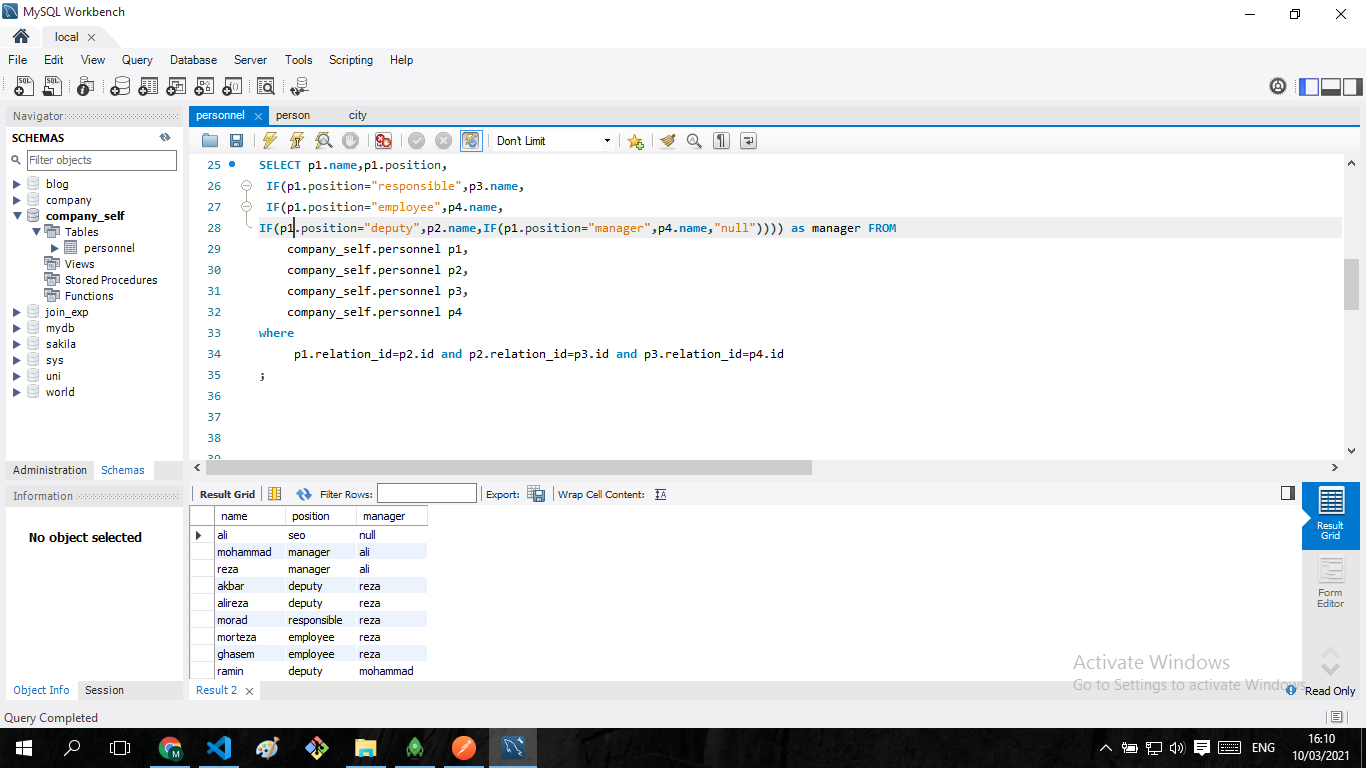 MySQL Workbench
local
File Edit View Query Database Server Tools Scripting Help
Navigator
SCHEMAS
Filter objects
blog
company
company_self
Tables
personnel
Views
Stored Procedures
Functions
join_exp
mydb
sakila
sys
uni
world
Administration Schemas
Information
No object selected
Object Info Session
personnel person city
Don't Limit
25 SELECT p1.name,p1.position,
26 IF(p1.position="responsible",p3.name,
27 IF(p1.position="employee",p4.name,
28 IF(p1.position="deputy",p2.name,IF(p1.position="manager",p4.name,"null")))) as manager FROM
29 company_self.personnel p1,
30 company_self.personnel p2,
31 company_self.personnel p3,
32 company_self.personnel p4
33 where
34 p1.relation_id=p2.id and p2.relation_id=p3.id and p3.relation_id=p4.id
35 ;
36
37
38
39
Result Grid Filter Rows: Export: Wrap Cell Content:
name position manager
ali seo null
mohammad manager ali
reza manager ali
akbar deputy reza
alireza deputy reza
morad responsible reza
morteza employee reza
ghasem employee reza
ramin deputy mohammad
Result 2
Result
Grid
Form
Editor
Activate Windows
Go to Settings to activate Windows.
Read Only
Query Completed
ENG
16:10
10/03/2021